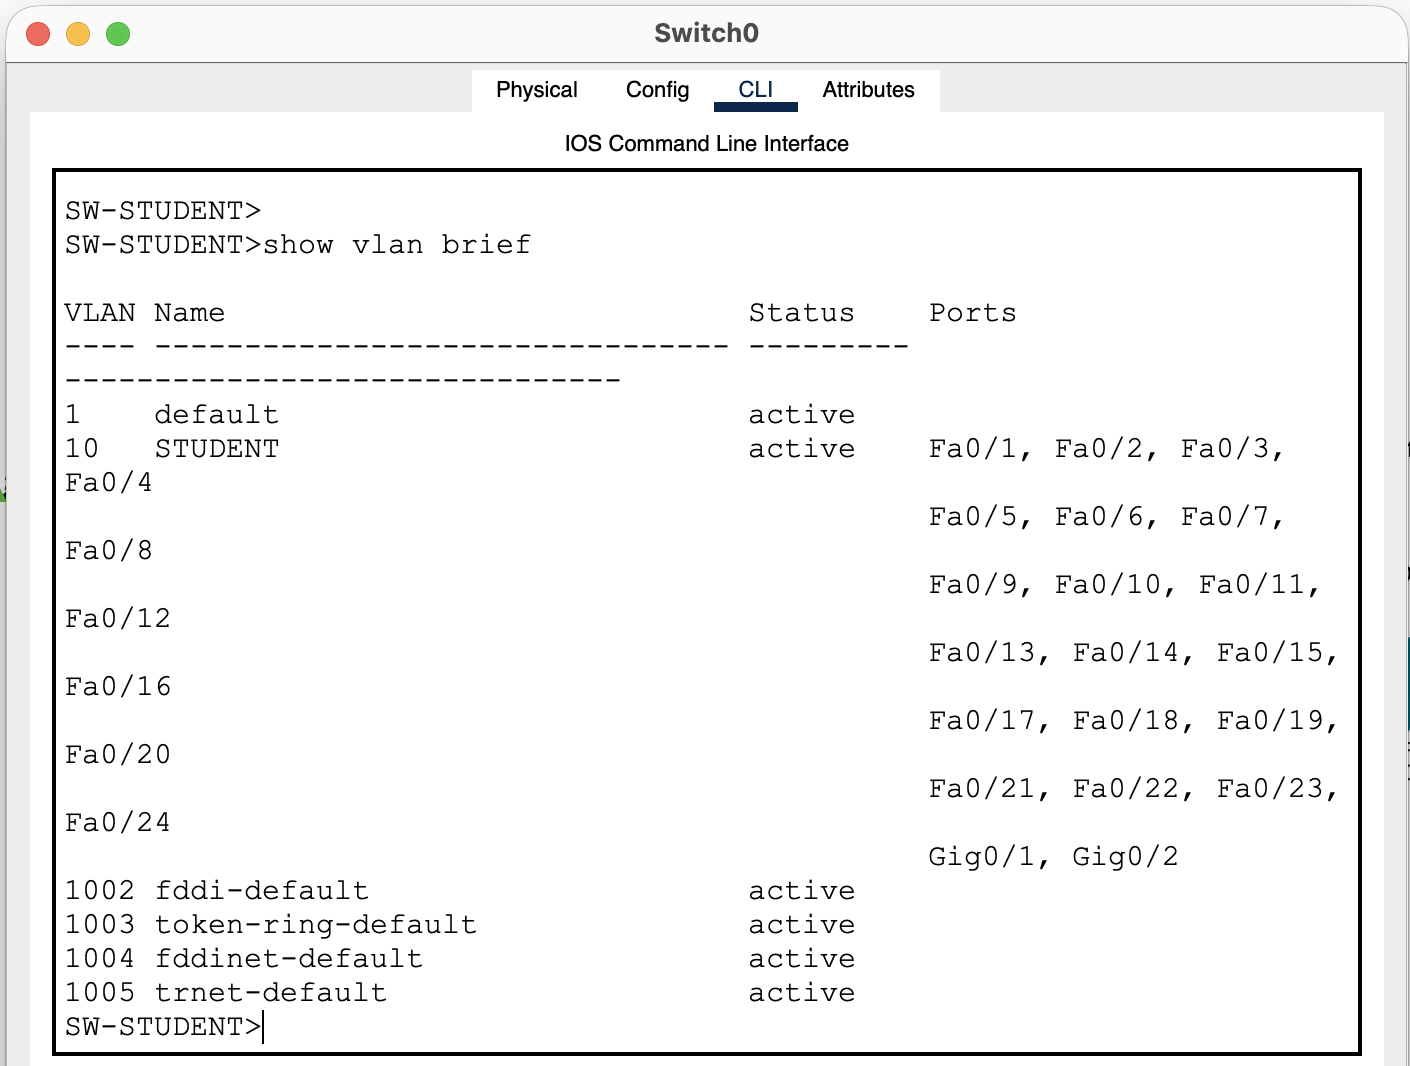 Switch0
Physical Config CLI Attributes
IOS Command Line Interface
SW-STUDENT>
SW-STUDENT>show vlan brief
VLAN Name                             Status    Ports
---- -------------------------------- ---------
-------------------------------
1    default                          active
10   STUDENT                          active    Fa0/1, Fa0/2, Fa0/3,
Fa0/4
                                                Fa0/5, Fa0/6, Fa0/7,
Fa0/8
                                                Fa0/9, Fa0/10, Fa0/11,
Fa0/12
                                                Fa0/13, Fa0/14, Fa0/15,
Fa0/16
                                                Fa0/17, Fa0/18, Fa0/19,
Fa0/20
                                                Fa0/21, Fa0/22, Fa0/23,
Fa0/24
                                                Gig0/1, Gig0/2
1002 fddi-default                     active
1003 token-ring-default               active
1004 fddinet-default                  active
1005 trnet-default                    active
SW-STUDENT>